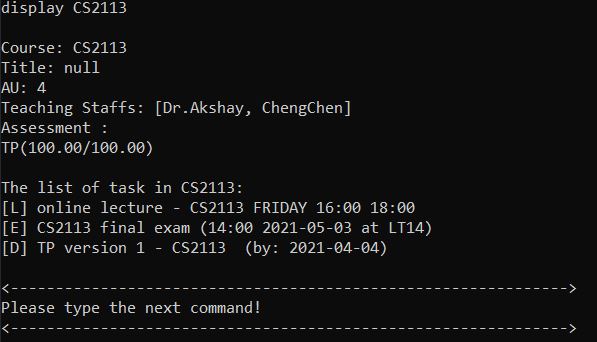 display CS2113
Course: CS2113
Title: null
AU: 4
Teaching Staffs: [Dr.Akshay, ChengChen]
Assessment :
TP(100.00/100.00)
The list of task in CS2113:
[L] online lecture - CS2113 FRIDAY 16:00 18:00
[E] CS2113 final exam (14:00 2021-05-03 at LT14)
[D] TP version 1 - CS2113  (by: 2021-04-04)
<------------------------------------------------------------->
Please type the next command!
<------------------------------------------------------------->